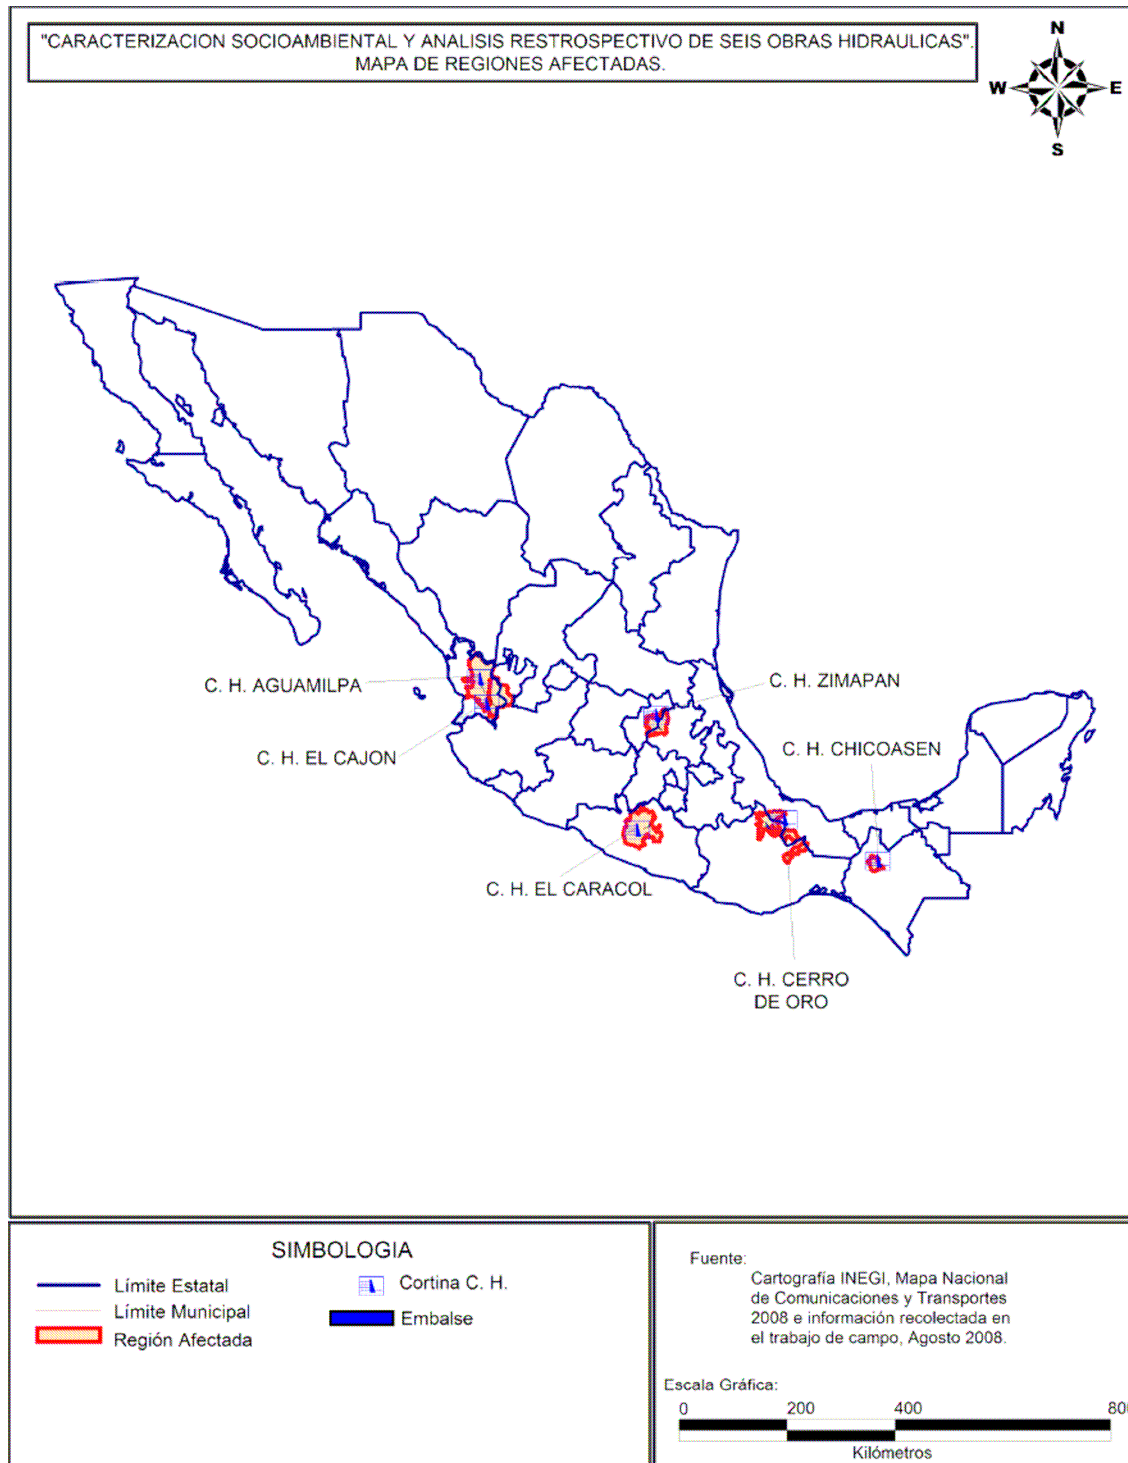 "CARACTERIZACION SOCIOAMBIENTAL Y ANALISIS RESTROSPECTIVO DE SEIS OBRAS HIDRAULICAS".
MAPA DE REGIONES AFECTADAS.
N
W
E
S
C. H. AGUAMILPA
C. H. ZIMAPAN
C. H. EL CAJON
C. H. CHICOASEN
C. H. EL CARACOL
C. H. CERRO
DE ORO
SIMBOLOGIA
Límite Estatal
Límite Municipal
Región Afectada
Cortina C. H.
Embalse
Fuente:
Cartografía INEGI, Mapa Nacional
de Comunicaciones y Transportes
2008 e información recolectada en
el trabajo de campo, Agosto 2008.
Escala Gráfica:
0 200 400 800
Kilómetros